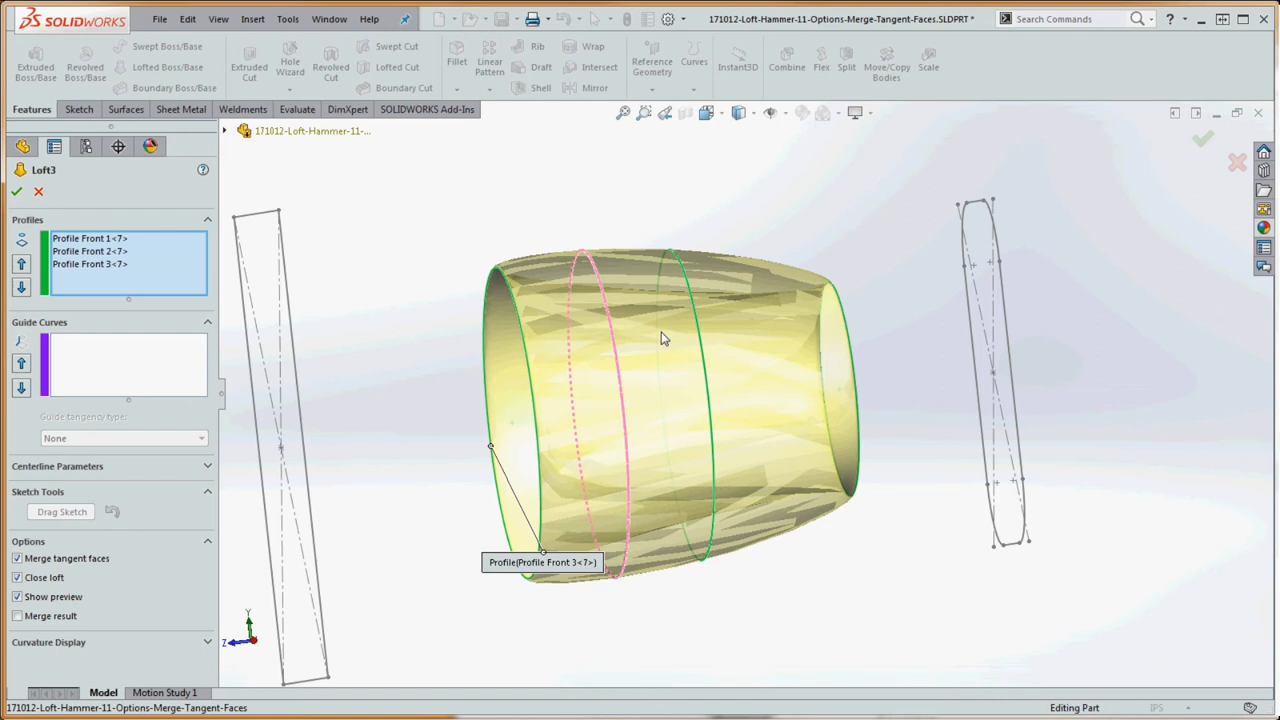 SOLIDWORKS
File Edit View Insert Tools Window Help
171012-Loft-Hammer-11-Options-Merge-Tangent-Faces.SLDPRT *
Search Commands
?
Extruded Boss/Base
Revolved Boss/Base
Swept Boss/Base
Lofted Boss/Base
Boundary Boss/Base
Extruded Cut
Hole Wizard
Revolved Cut
Swept Cut
Lofted Cut
Boundary Cut
Fillet
Linear Pattern
Rib
Draft
Shell
Wrap
Intersect
Mirror
Reference Geometry
Curves
Instant3D
Combine
Flex
Split
Move/Copy Bodies
Scale
Features Sketch Surfaces Sheet Metal Weldments Evaluate DimXpert SOLIDWORKS Add-Ins
171012-Loft-Hammer-11-...
Loft3
Profiles
Profile Front 1<7>
Profile Front 2<7>
Profile Front 3<7>
Guide Curves
Guide tangency type:
None
Centerline Parameters
Sketch Tools
Drag Sketch
Options
Merge tangent faces
Close loft
Show preview
Merge result
Curvature Display
Profile(Profile Front 3<7>)
Y
Z
Model Motion Study 1
171012-Loft-Hammer-11-Options-Merge-Tangent-Faces
Editing Part
IPS